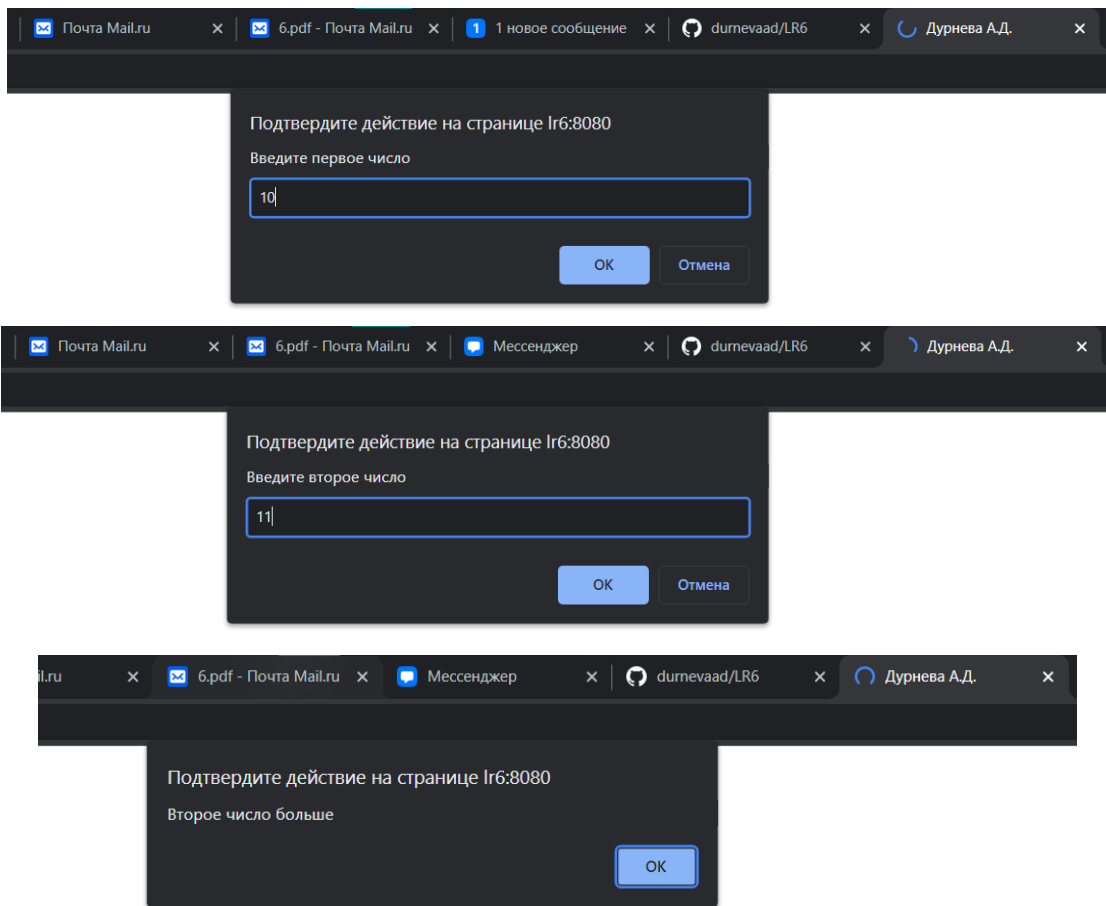 Почта Mail.ru 6.pdf - Почта Mail.ru 1 1 новое сообщение durnevaad/LR6 Дурнева А.Д.
Подтвердите действие на странице lr6:8080
Введите первое число
10
ОК Отмена
Почта Mail.ru 6.pdf - Почта Mail.ru Мессенджер durnevaad/LR6 Дурнева А.Д.
Подтвердите действие на странице lr6:8080
Введите второе число
11
ОК Отмена
il.ru 6.pdf - Почта Mail.ru Мессенджер durnevaad/LR6 Дурнева А.Д.
Подтвердите действие на странице lr6:8080
Второе число больше
ОК